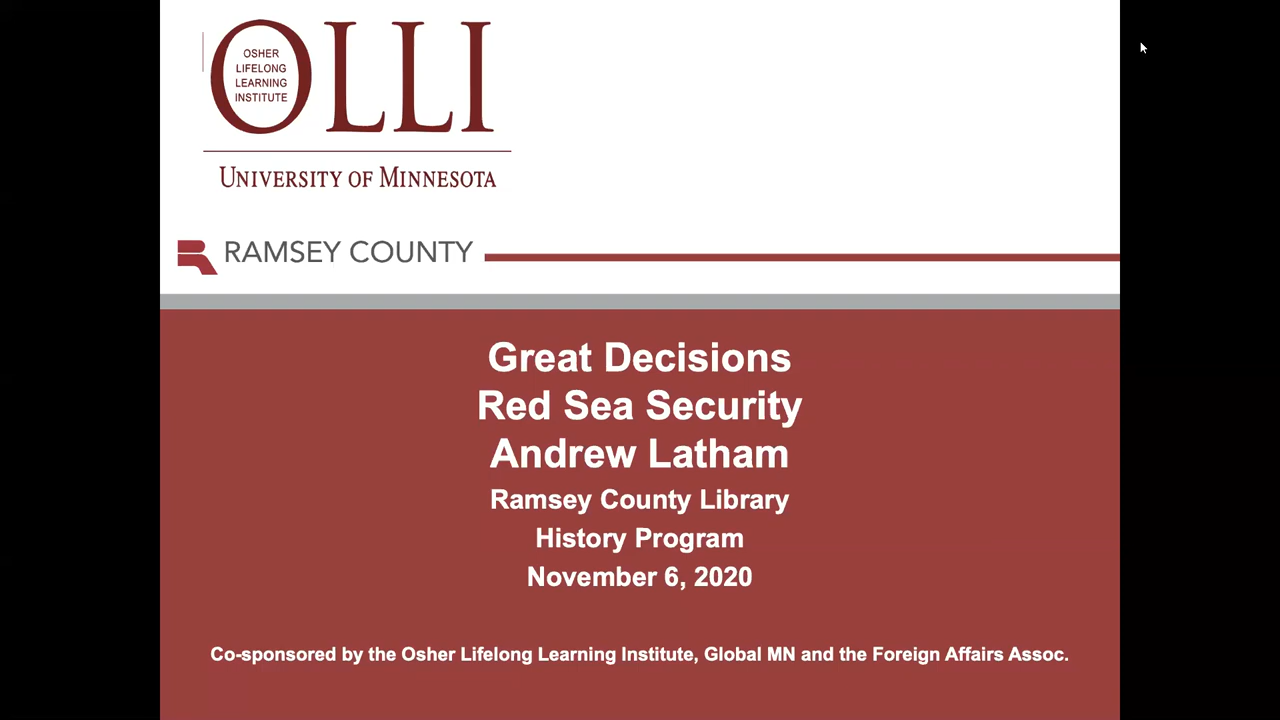 OLLI
OSHER
LIFELONG
LEARNING
INSTITUTE
UNIVERSITY OF MINNESOTA
RAMSEY COUNTY
Great Decisions
Red Sea Security
Andrew Latham
Ramsey County Library
History Program
November 6, 2020
Co-sponsored by the Osher Lifelong Learning Institute, Global MN and the Foreign Affairs Assoc.